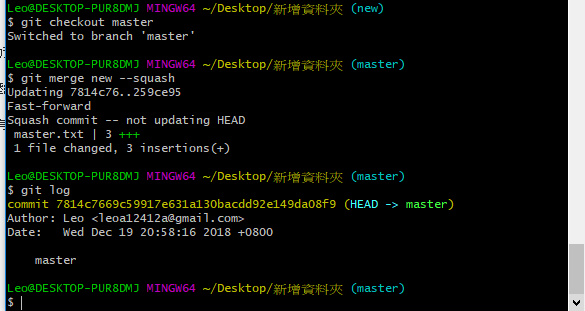 Leo@DESKTOP-PUR8DMJ MINGW64 ~/Desktop/新增資料夾 (new)
$ git checkout master
Switched to branch 'master'
Leo@DESKTOP-PUR8DMJ MINGW64 ~/Desktop/新增資料夾 (master)
$ git merge new --squash
Updating 7814c76..259ce95
Fast-forward
Squash commit -- not updating HEAD
 master.txt | 3 +++
 1 file changed, 3 insertions(+)
Leo@DESKTOP-PUR8DMJ MINGW64 ~/Desktop/新增資料夾 (master)
$ git log
commit 7814c7669c59917e631a130bacdd92e149da08f9 (HEAD -> master)
Author: Leo <leoa12412a@gmail.com>
Date:   Wed Dec 19 20:58:16 2018 +0800
    master
Leo@DESKTOP-PUR8DMJ MINGW64 ~/Desktop/新增資料夾 (master)
$